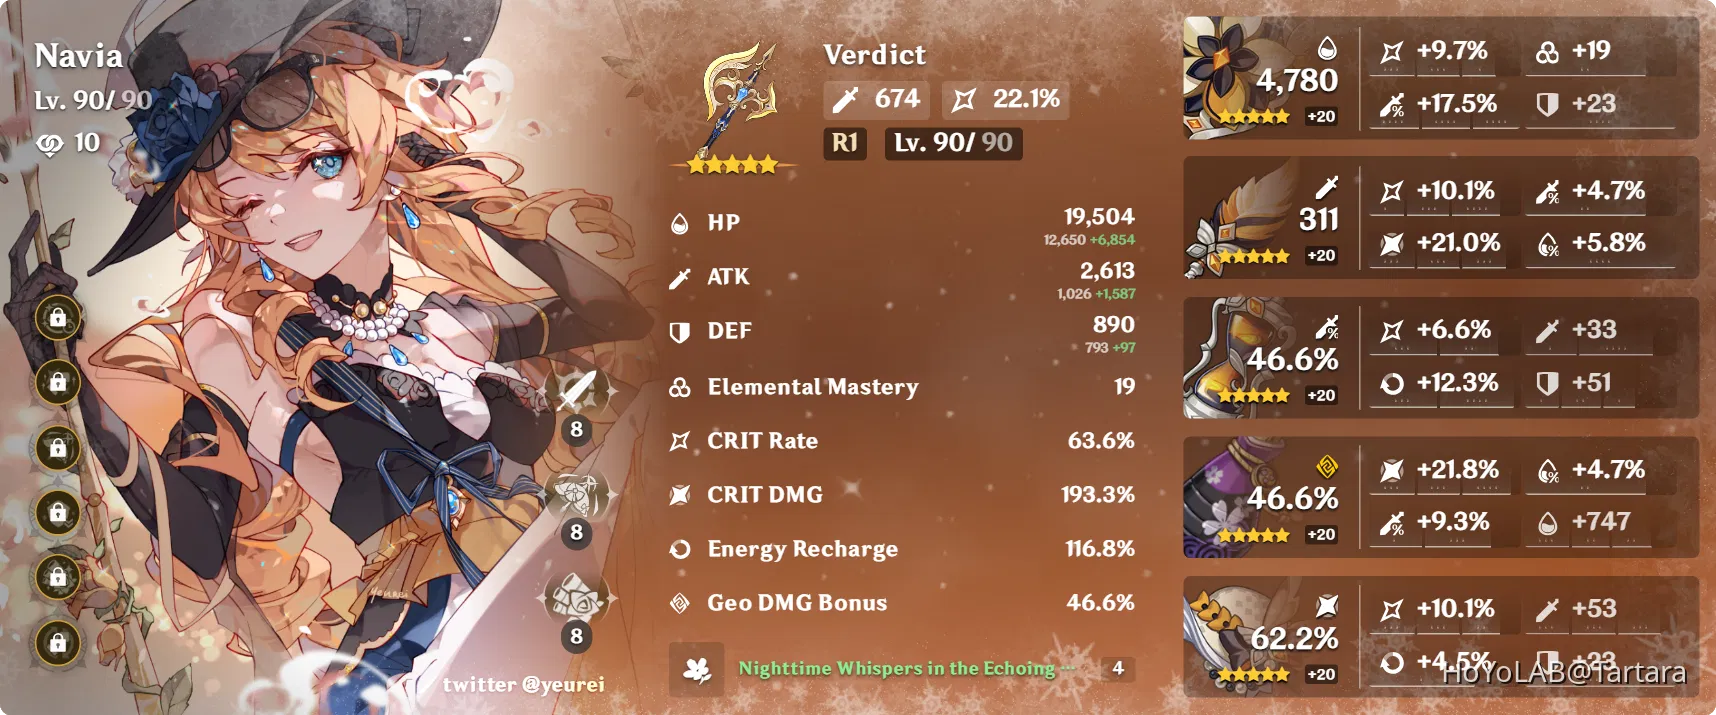 Navia
Lv. 90/ 90
10
8
8
8
yeurei
twitter @yeurei
Verdict
674 22.1%
R1 Lv. 90/ 90
HP 19,504
12,650 +6,854
ATK 2,613
1,026 +1,587
DEF 890
793 +97
Elemental Mastery 19
CRIT Rate 63.6%
CRIT DMG 193.3%
Energy Recharge 116.8%
Geo DMG Bonus 46.6%
Nighttime Whispers in the Echoing ··· 4
4,780
+20
+9.7% +19
+17.5% +23
311
+20
+10.1% +4.7%
+21.0% +5.8%
46.6%
+20
+6.6% +33
+12.3% +51
46.6%
+20
+21.8% +4.7%
+9.3% +747
62.2%
+20
+10.1% +53
+4.5% +23
HoYoLAB@Tartara